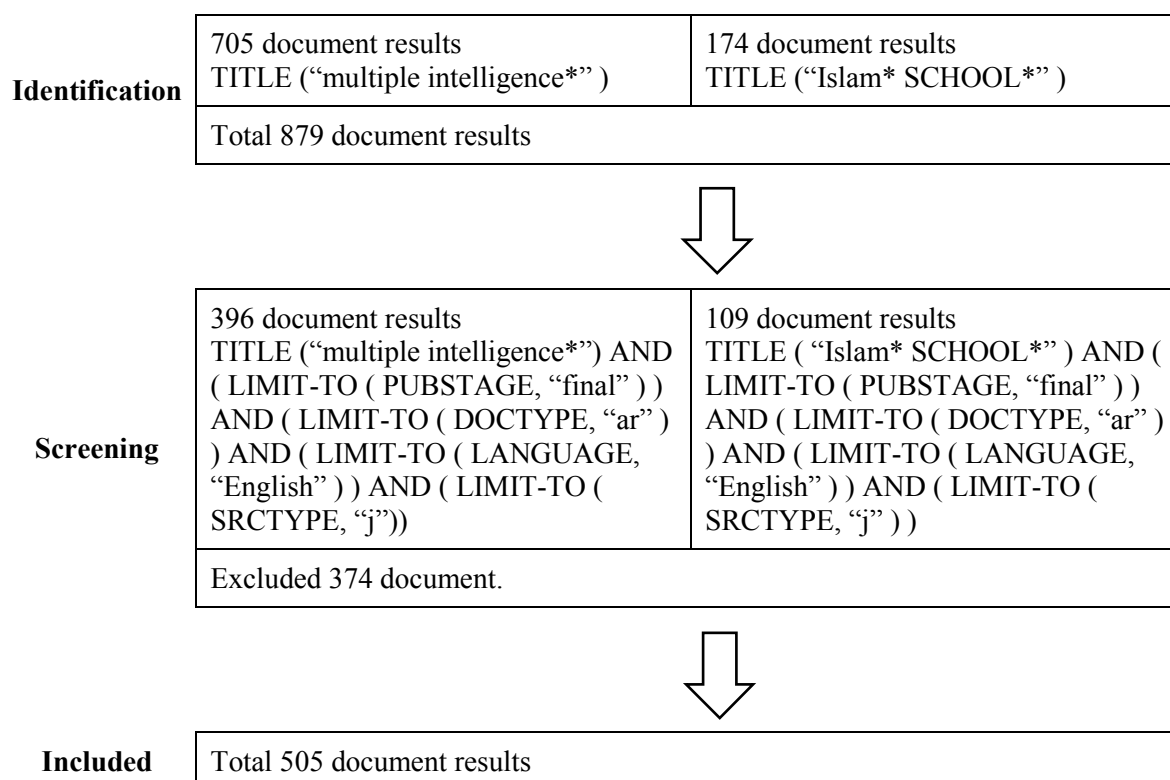 Identification
705 document results
TITLE (“multiple intelligence*” )
174 document results
TITLE (“Islam* SCHOOL*” )
Total 879 document results
Screening
396 document results
TITLE (“multiple intelligence*”) AND
( LIMIT-TO ( PUBSTAGE, “final” ) )
AND ( LIMIT-TO ( DOCTYPE, “ar” )
) AND ( LIMIT-TO ( LANGUAGE,
“English” ) ) AND ( LIMIT-TO (
SRCTYPE, “j”))
109 document results
TITLE ( “Islam* SCHOOL*” ) AND (
LIMIT-TO ( PUBSTAGE, “final” ) )
AND ( LIMIT-TO ( DOCTYPE, “ar” )
) AND ( LIMIT-TO ( LANGUAGE,
“English” ) ) AND ( LIMIT-TO (
SRCTYPE, “j” ) )
Excluded 374 document.
Included
Total 505 document results